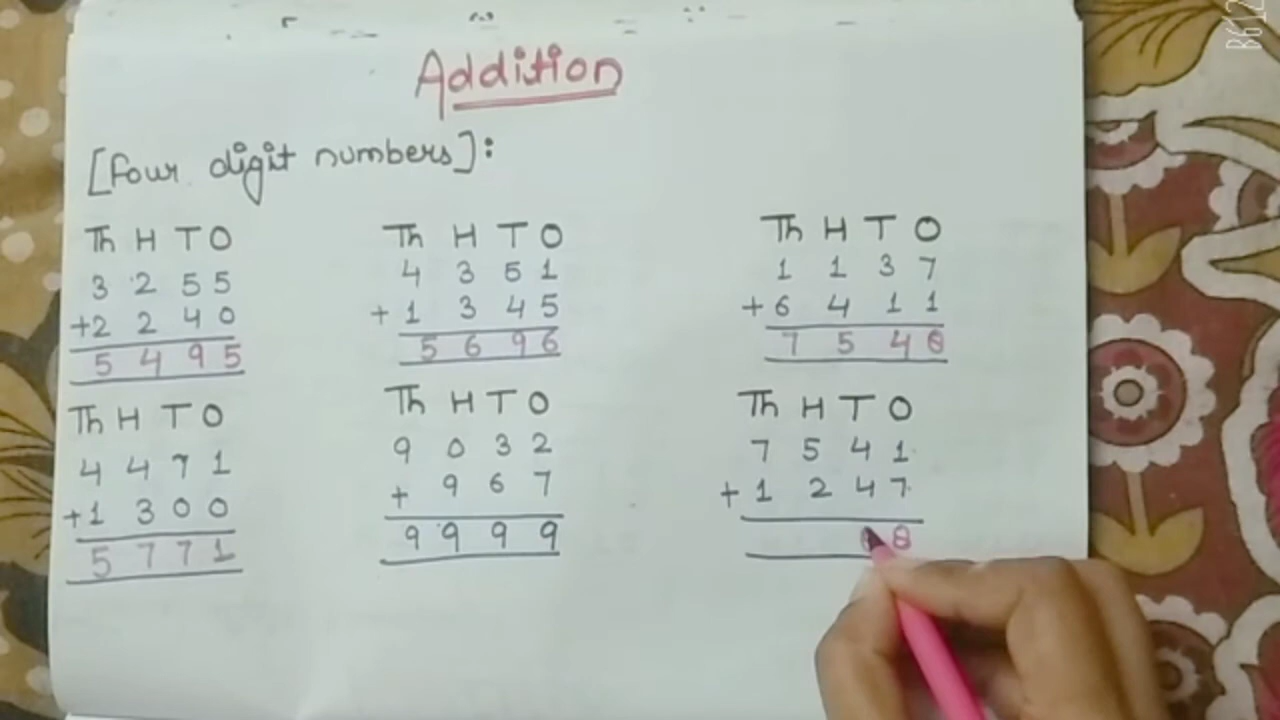 Addition
[Four digit numbers]:
Th H T O
3 2 5 5
+2 2 4 0
5 4 9 5
Th H T O
4 3 5 1
+ 1 3 4 5
5 6 9 6
Th H T O
1 1 3 7
+ 6 4 1 1
7 5 4 8
Th H T O
4 4 7 1
+1 3 0 0
5 7 7 1
Th H T O
9 0 3 2
+ 9 6 7
9 9 9 9
Th H T O
7 5 4 1
+ 1 2 4 7
8
B612